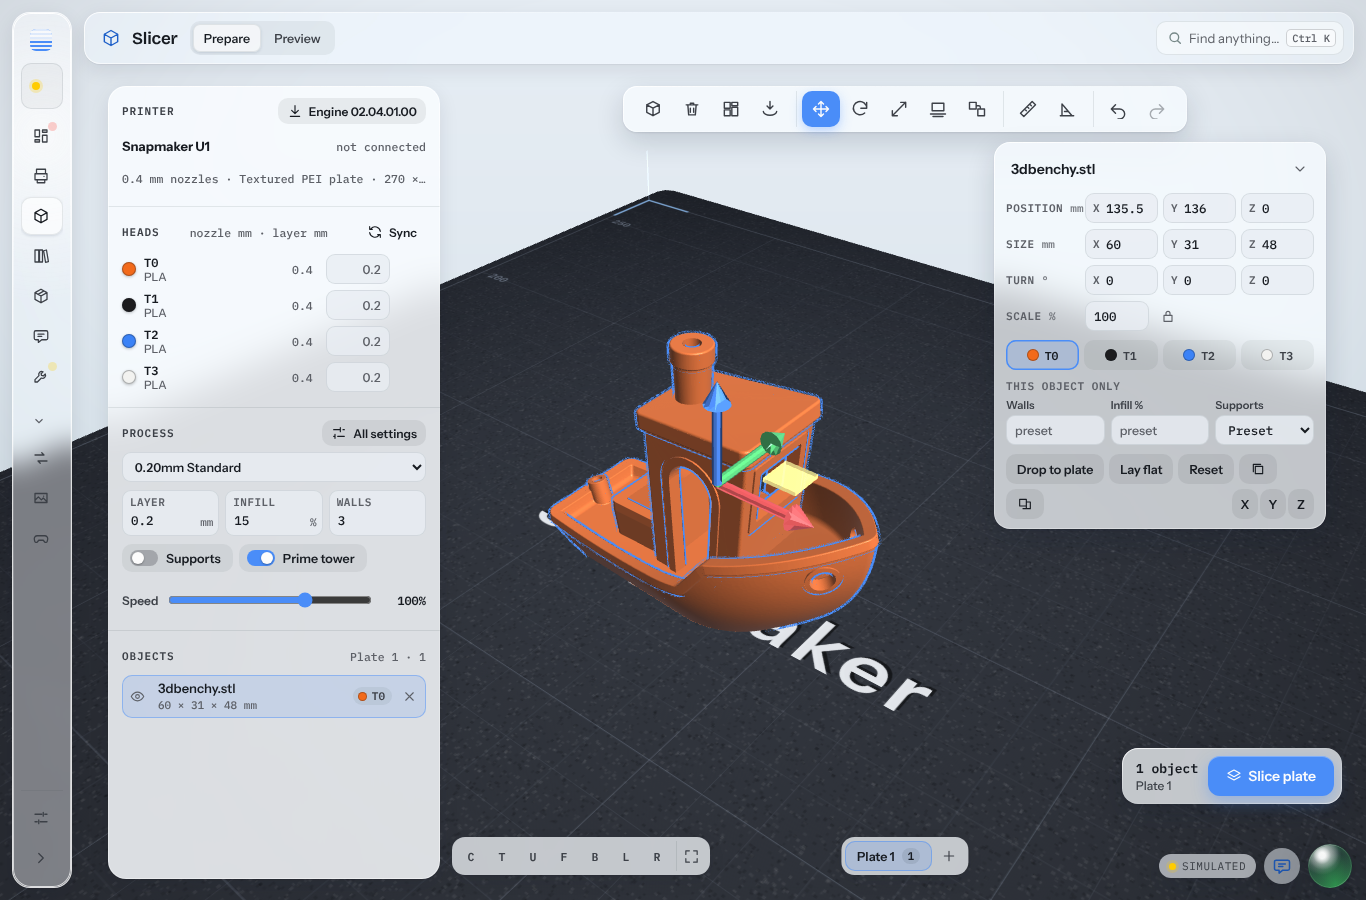 Slicer
Prepare
Preview
Find anything...
Ctrl K
PRINTER
Engine 02.04.01.00
Snapmaker U1
not connected
0.4 mm nozzles · Textured PEI plate · 270 ×…
HEADS
nozzle mm · layer mm
Sync
T0
PLA
0.4
0.2
T1
PLA
0.4
0.2
T2
PLA
0.4
0.2
T3
PLA
0.4
0.2
PROCESS
All settings
0.20mm Standard
LAYER
0.2 mm
INFILL
15 %
WALLS
3
Supports
Prime tower
Speed
100%
OBJECTS
Plate 1 · 1
3dbenchy.stl
60 × 31 × 48 mm
T0
250
200
aker
3dbenchy.stl
POSITION mm
X 135.5
Y 136
Z 0
SIZE mm
X 60
Y 31
Z 48
TURN °
X 0
Y 0
Z 0
SCALE %
100
T0
T1
T2
T3
THIS OBJECT ONLY
Walls
Infill %
Supports
preset
preset
Preset
Drop to plate
Lay flat
Reset
X
Y
Z
1 object
Plate 1
Slice plate
C T U F B L R
Plate 1 1
SIMULATED